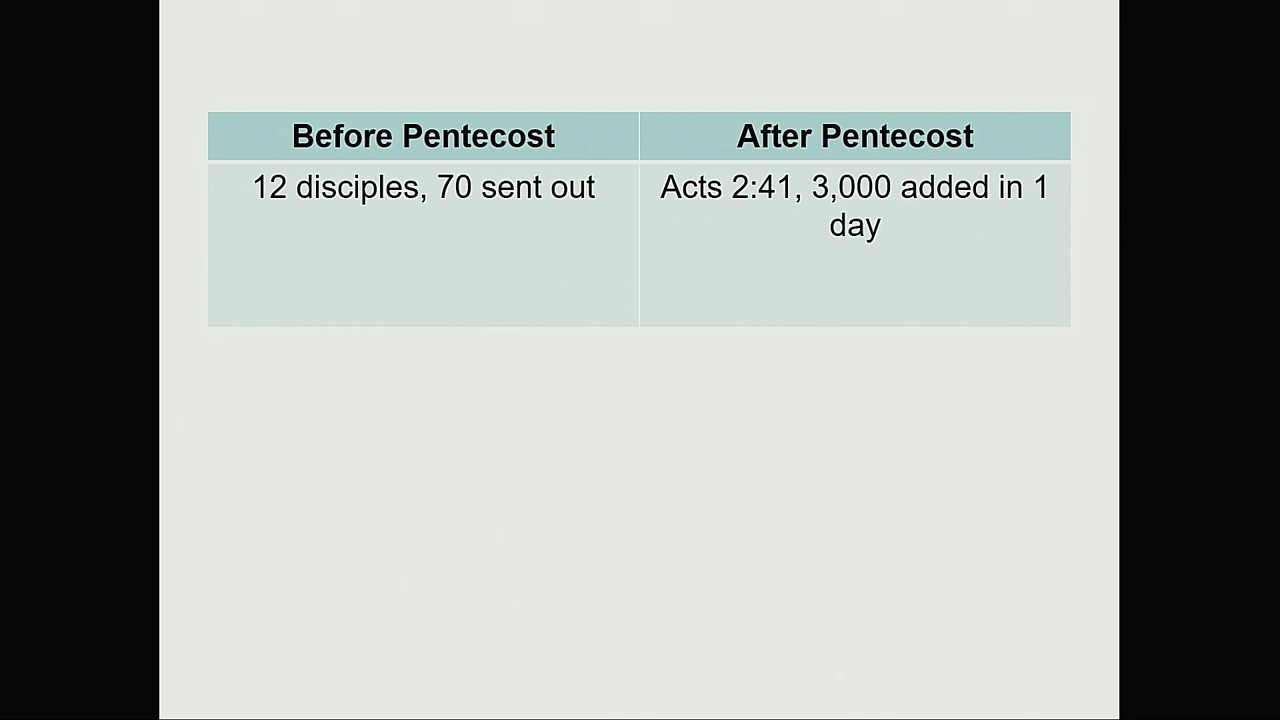 Before Pentecost
After Pentecost
12 disciples, 70 sent out
Acts 2:41, 3,000 added in 1
day